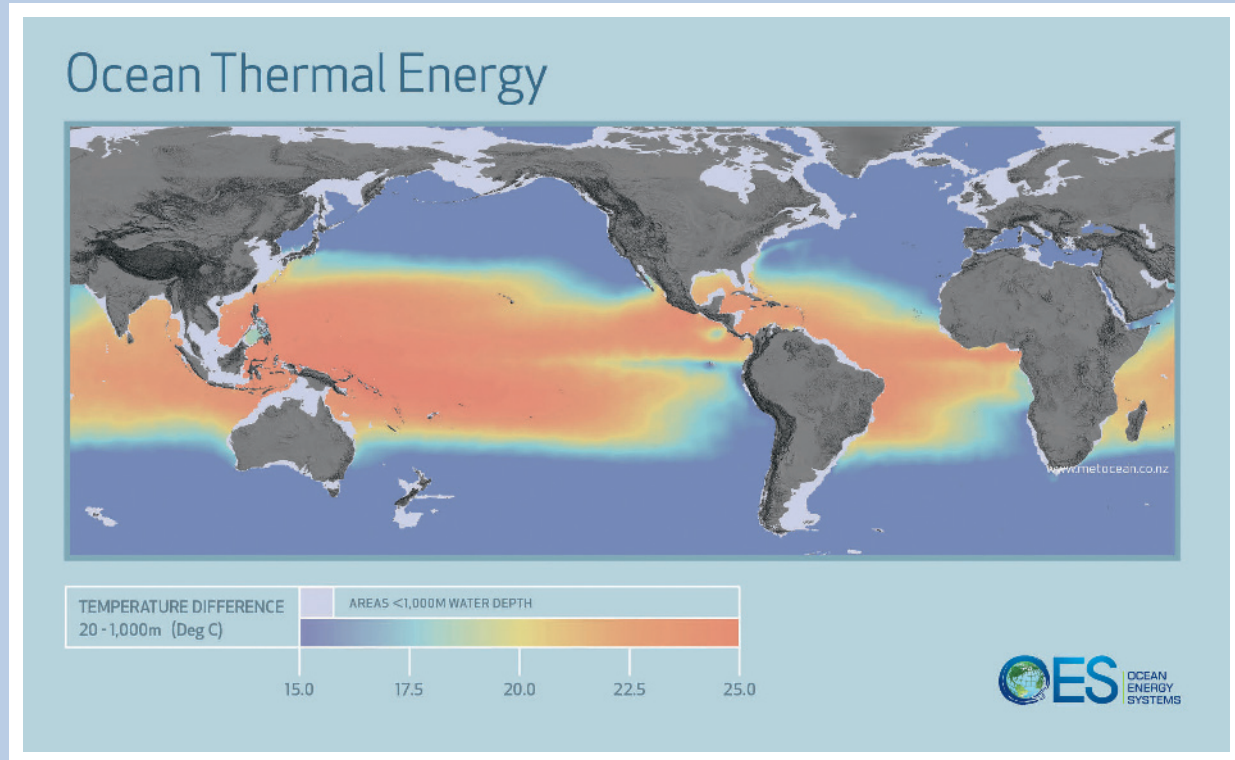 Ocean Thermal Energy
www.metocean.co.nz
TEMPERATURE DIFFERENCE
20 - 1,000m (Deg C)
AREAS <1,000M WATER DEPTH
15.0 17.5 20.0 22.5 25.0
OES
OCEAN
ENERGY
SYSTEMS